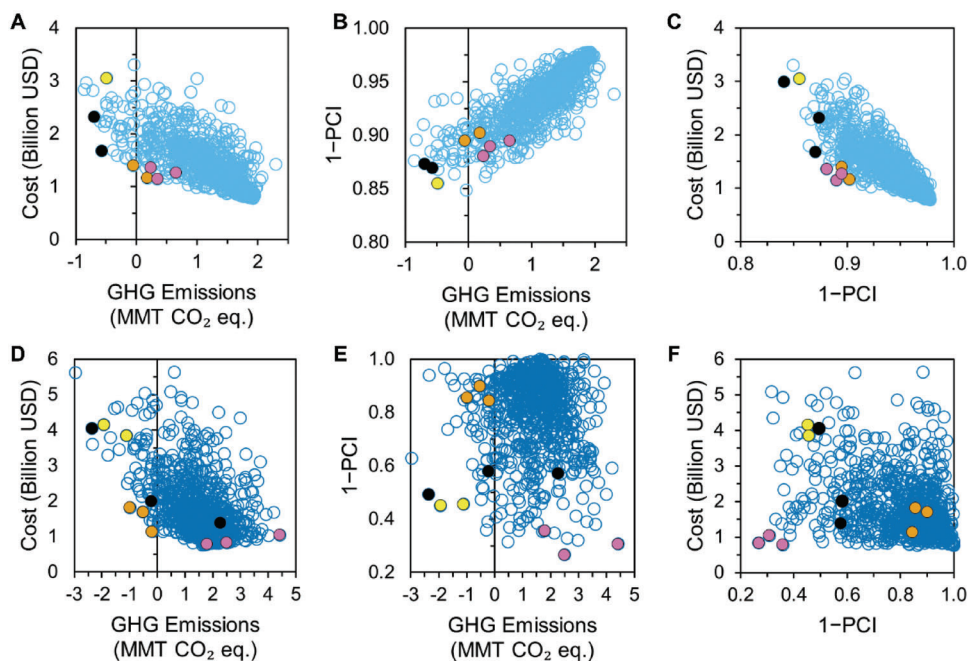 A
Cost (Billion USD)
4
3
2
1
0
-1 0 1 2
GHG Emissions
(MMT CO₂ eq.)
B
1−PCI
1.00
0.95
0.90
0.85
0.80
-1 0 1 2
GHG Emissions
(MMT CO₂ eq.)
C
Cost (Billion USD)
4
3
2
1
0
0.8 0.9 1.0
1−PCI
D
Cost (Billion USD)
6
5
4
3
2
1
0
-3 -2 -1 0 1 2 3 4 5
GHG Emissions
(MMT CO₂ eq.)
E
1−PCI
1.0
0.8
0.6
0.4
0.2
-3 -2 -1 0 1 2 3 4 5
GHG Emissions
(MMT CO₂ eq.)
F
Cost (Billion USD)
6
5
4
3
2
1
0
0.2 0.4 0.6 0.8 1.0
1−PCI